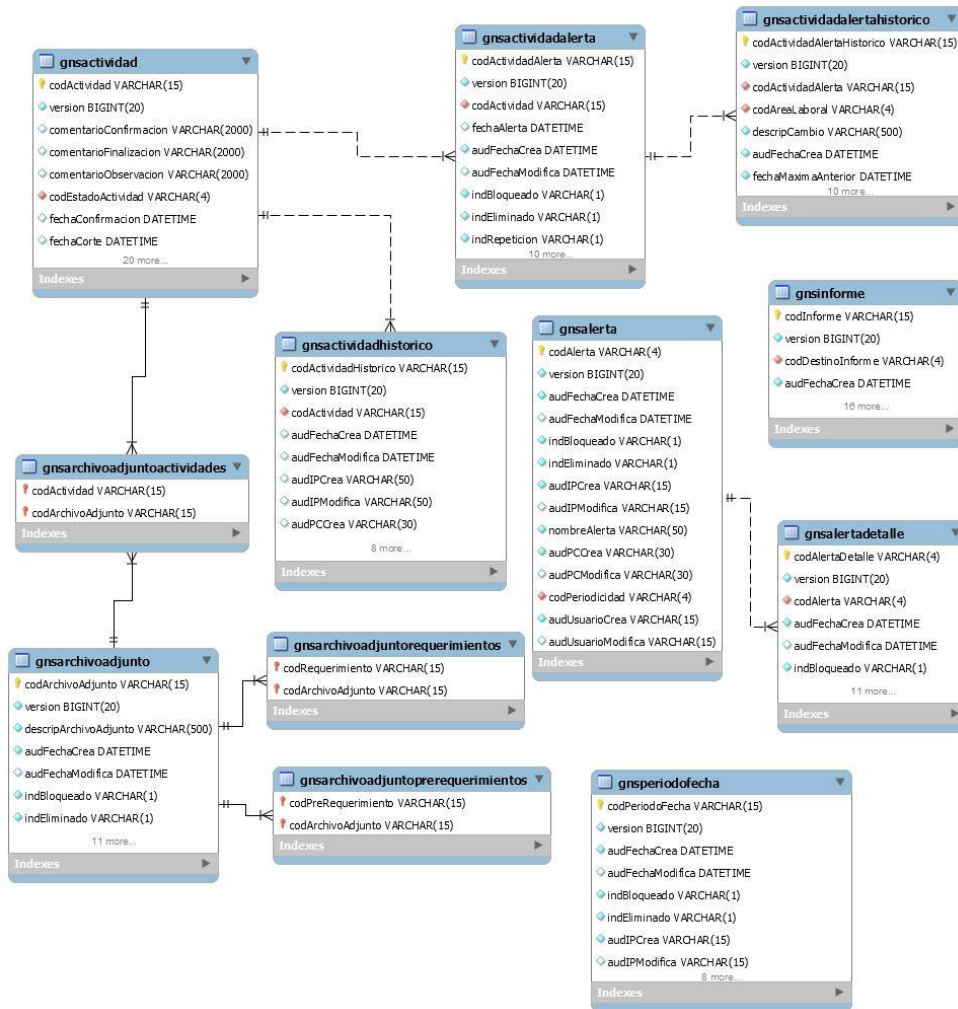 gnsactividad
codActividad VARCHAR(15)
version BIGINT(20)
comentarioConfirmacion VARCHAR(2000)
comentarioFinalizacion VARCHAR(2000)
comentarioObservacion VARCHAR(2000)
codEstadoActividad VARCHAR(4)
fechaConfirmacion DATETIME
fechaCorte DATETIME
20 more...
Indexes
gnsactividadalerta
codActividadAlerta VARCHAR(15)
version BIGINT(20)
codActividad VARCHAR(15)
fechaAlerta DATETIME
audFechaCrea DATETIME
audFechaModifica DATETIME
indBloqueado VARCHAR(1)
indEliminado VARCHAR(1)
indRepeticion VARCHAR(1)
10 more...
Indexes
gnsactividadalertahistorico
codActividadAlertaHistorico VARCHAR(15)
version BIGINT(20)
codActividadAlerta VARCHAR(15)
codAreaLaboral VARCHAR(4)
descripCambio VARCHAR(500)
audFechaCrea DATETIME
fechaMaximaAnterior DATETIME
10 more...
Indexes
gnsinforme
codInforme VARCHAR(15)
version BIGINT(20)
codDestinoInforme VARCHAR(4)
audFechaCrea DATETIME
16 more...
Indexes
gnsactividadhistorico
codActividadHistorico VARCHAR(15)
version BIGINT(20)
codActividad VARCHAR(15)
audFechaCrea DATETIME
audFechaModifica DATETIME
audIPCrea VARCHAR(50)
audIPModifica VARCHAR(50)
audPCCrea VARCHAR(30)
8 more...
Indexes
gnsalerta
codAlerta VARCHAR(4)
version BIGINT(20)
audFechaCrea DATETIME
audFechaModifica DATETIME
indBloqueado VARCHAR(1)
indEliminado VARCHAR(1)
audIPCrea VARCHAR(15)
audIPModifica VARCHAR(15)
nombreAlerta VARCHAR(50)
audPCCrea VARCHAR(30)
audPCModifica VARCHAR(30)
codPeriodicidad VARCHAR(4)
audUsuarioCrea VARCHAR(15)
audUsuarioModifica VARCHAR(15)
Indexes
gnsarchivoadjuntoactividades
codActividad VARCHAR(15)
codArchivoAdjunto VARCHAR(15)
Indexes
gnsalertadetalle
codAlertaDetalle VARCHAR(4)
version BIGINT(20)
codAlerta VARCHAR(4)
audFechaCrea DATETIME
audFechaModifica DATETIME
indBloqueado VARCHAR(1)
11 more...
Indexes
gnsarchivoadjunto
codArchivoAdjunto VARCHAR(15)
version BIGINT(20)
descripArchivoAdjunto VARCHAR(500)
audFechaCrea DATETIME
audFechaModifica DATETIME
indBloqueado VARCHAR(1)
indEliminado VARCHAR(1)
11 more...
Indexes
gnsarchivoadjuntorequerimientos
codRequerimiento VARCHAR(15)
codArchivoAdjunto VARCHAR(15)
Indexes
gnsarchivoadjuntoprerequerimientos
codPreRequerimiento VARCHAR(15)
codArchivoAdjunto VARCHAR(15)
Indexes
gnsperiodofecha
codPeriodoFecha VARCHAR(15)
version BIGINT(20)
audFechaCrea DATETIME
audFechaModifica DATETIME
indBloqueado VARCHAR(1)
indEliminado VARCHAR(1)
audIPCrea VARCHAR(15)
audIPModifica VARCHAR(15)
8 more...
Indexes